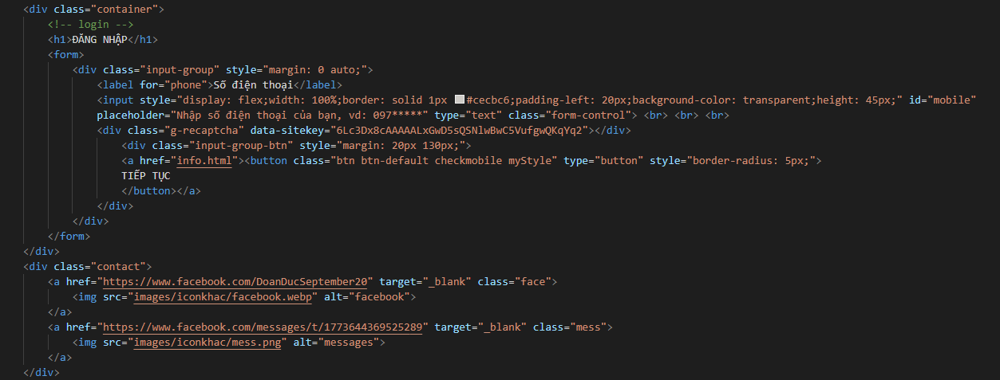 <div class="container">
<!-- login -->
<h1>ĐĂNG NHẬP</h1>
<form>
<div class="input-group" style="margin: 0 auto;">
<label for="phone">Số điện thoại</label>
<input style="display: flex;width: 100%;border: solid 1px #cecbc6;padding-left: 20px;background-color: transparent;height: 45px;" id="mobile"
placeholder="Nhập số điện thoại của bạn, vd: 097*****" type="text" class="form-control"> <br> <br> <br>
<div class="g-recaptcha" data-sitekey="6Lc3Dx8cAAAAALxGwD5sQSNlwBwC5VufgwQKqYq2"></div>
<div class="input-group-btn" style="margin: 20px 130px;">
<a href="info.html"><button class="btn btn-default checkmobile myStyle" type="button" style="border-radius: 5px;">
TIẾP TỤC
</button></a>
</div>
</div>
</form>
</div>
<div class="contact">
<a href="https://www.facebook.com/DoanDucSeptember20" target="_blank" class="face">
<img src="images/iconkhac/facebook.webp" alt="facebook">
</a>
<a href="https://www.facebook.com/messages/t/1773644369525289" target="_blank" class="mess">
<img src="images/iconkhac/mess.png" alt="messages">
</a>
</div>